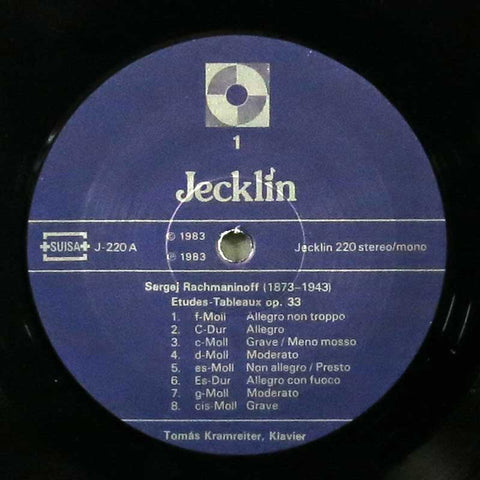 1
Jecklin
+SUISA+ J-220 A
© 1983
℗ 1983
Jecklin 220 stereo/mono
Sergej Rachmaninoff (1873–1943)
Etudes-Tableaux op. 33
1. f-Moll Allegro non troppo
2. C-Dur Allegro
3. c-Moll Grave / Meno mosso
4. d-Moll Moderato
5. es-Moll Non allegro / Presto
6. Es-Dur Allegro con fuoco
7. g-Moll Moderato
8. cis-Moll Grave
Tomás Kramreiter, Klavier